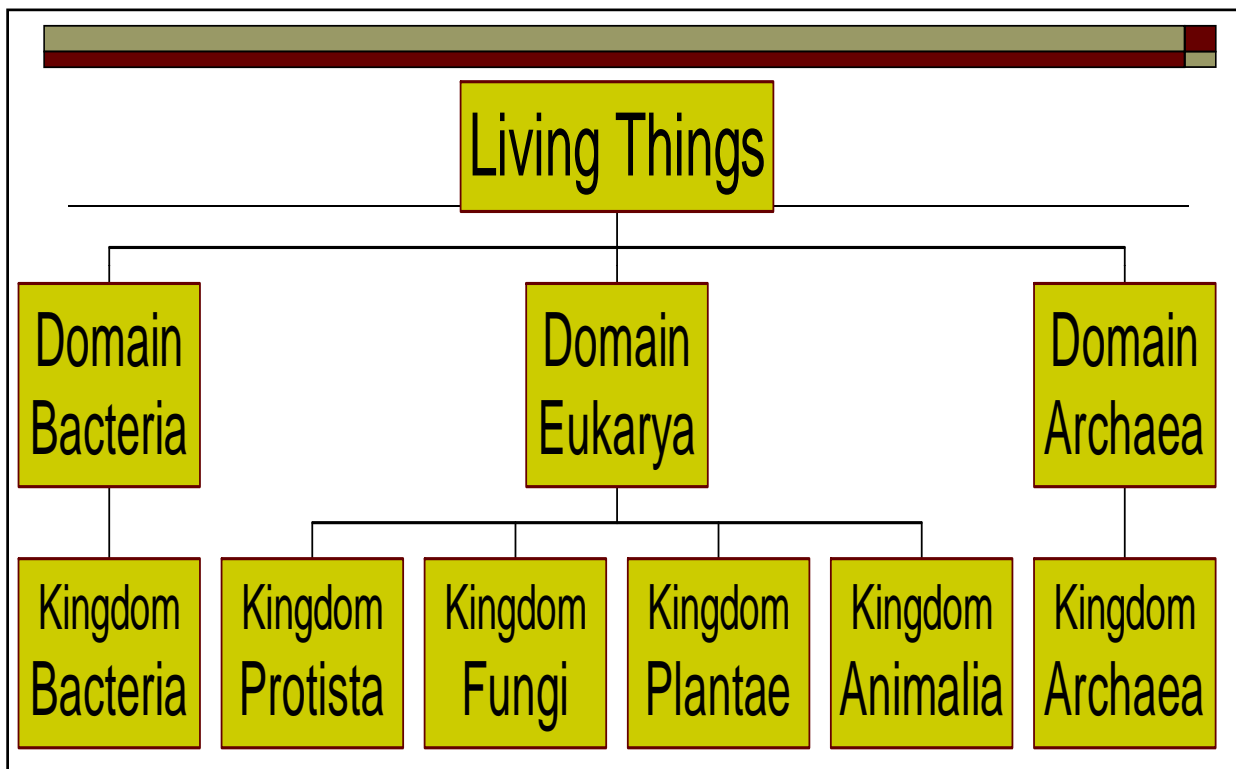 Living Things
Domain
Bacteria
Domain
Eukarya
Domain
Archaea
Kingdom
Bacteria
Kingdom
Protista
Kingdom
Fungi
Kingdom
Plantae
Kingdom
Animalia
Kingdom
Archaea